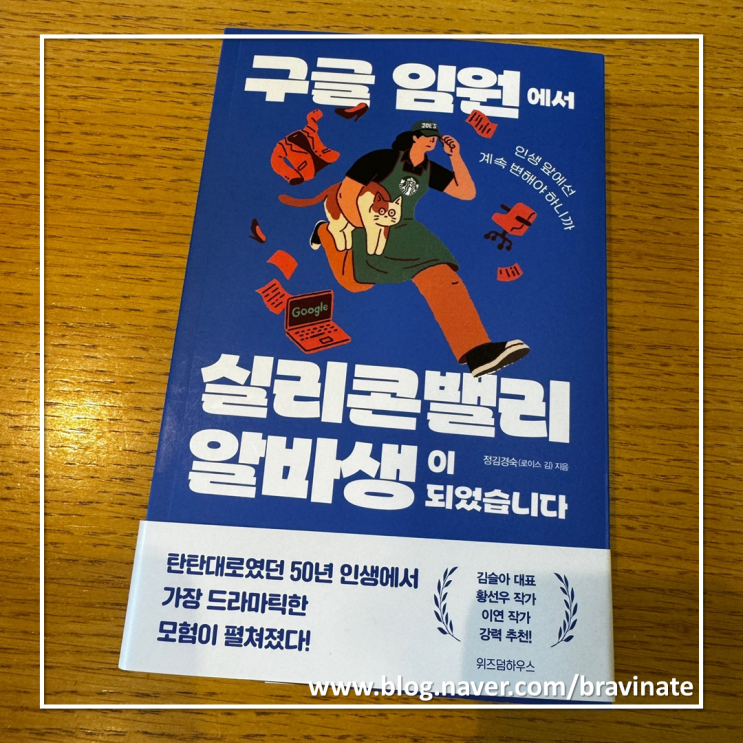 구글 임원에서
JOE'S
인생 앞에선
계속 변해야 하니까
Google
실리콘밸리
알바생이
되었습니다
정김경숙(로이스 김) 지음
탄탄대로였던 50년 인생에서
가장 드라마틱한
모험이 펼쳐졌다!
김슬아 대표
황선우 작가
이연 작가
강력 추천!
위즈덤하우스
www.blog.naver.com/bravinate